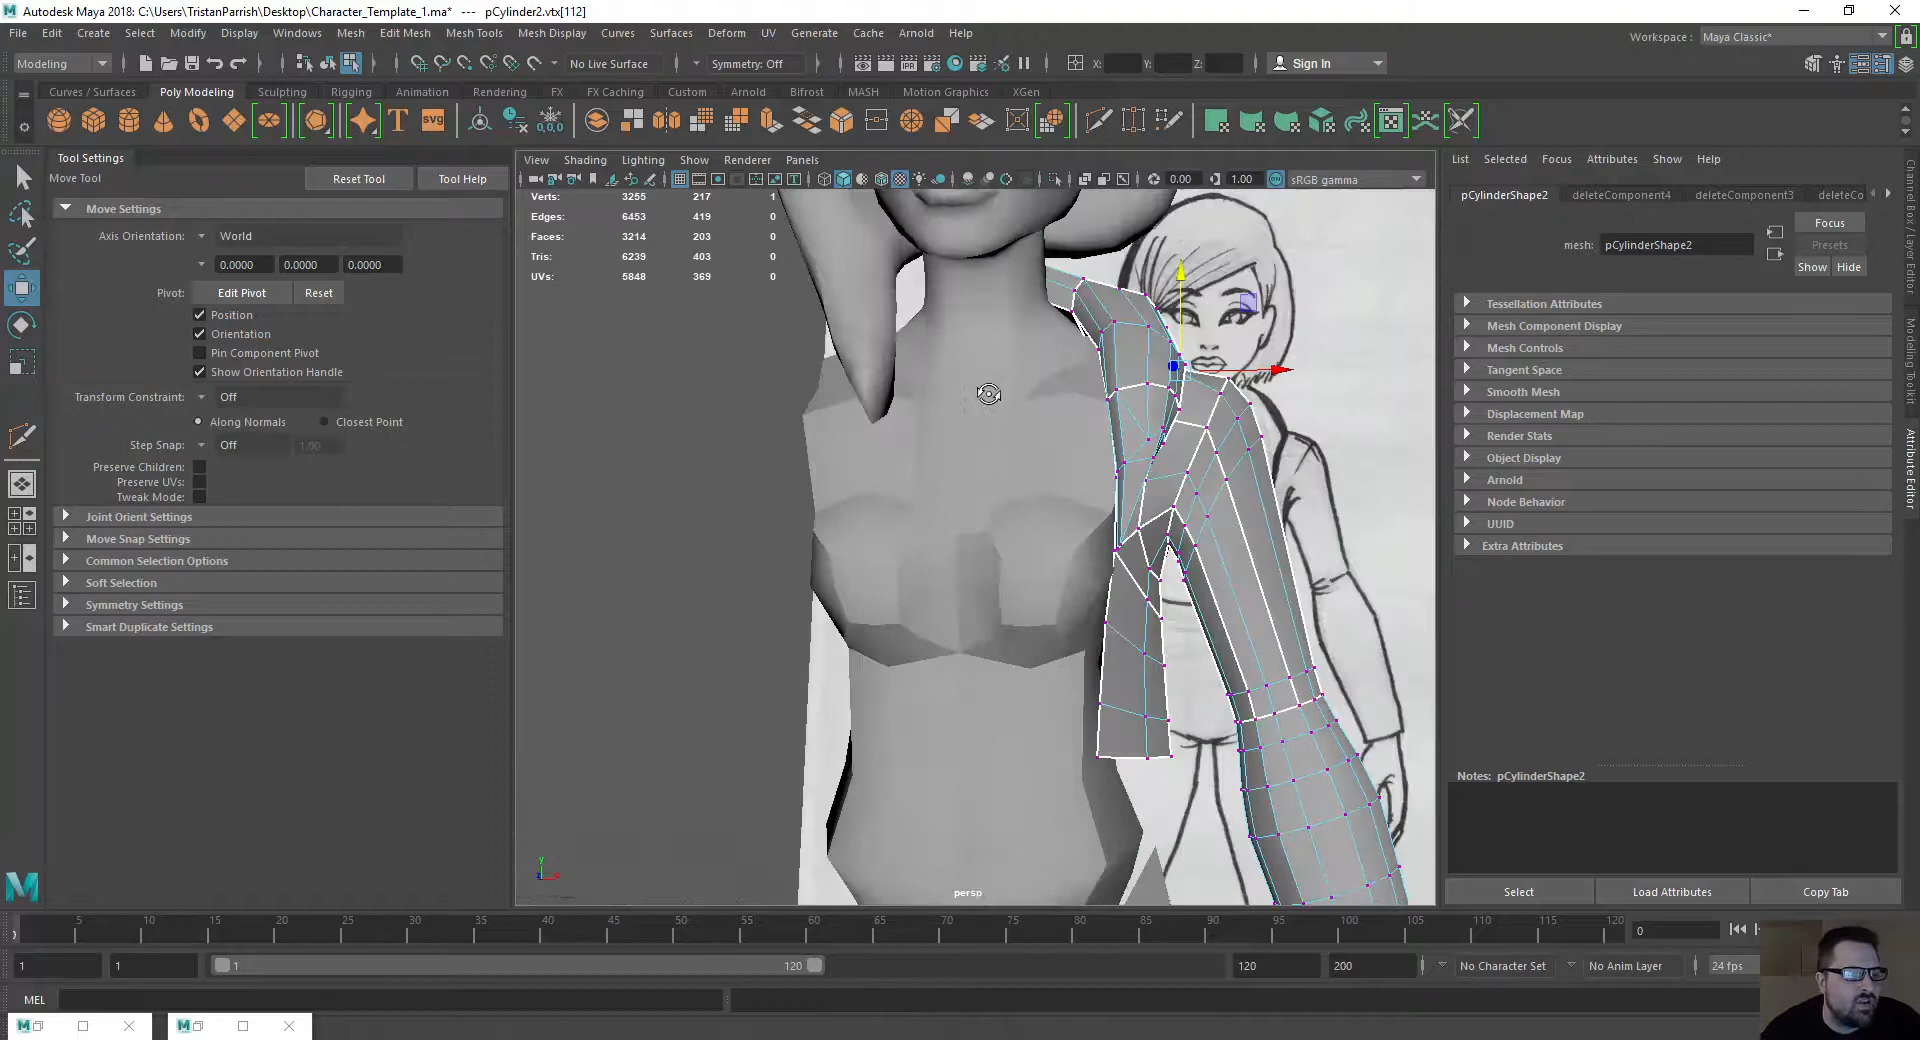 Autodesk Maya 2018: C:\Users\TristanParrish\Desktop\Character_Template_1.ma* --- pCylinder2.vtx[112]
File Edit Create Select Modify Display Windows Mesh Edit Mesh Mesh Tools Mesh Display Curves Surfaces Deform UV Generate Cache Arnold Help
Workspace : Maya Classic*
Modeling No Live Surface Symmetry: Off X: Y: Z: Sign In
Curves / Surfaces Poly Modeling Sculpting Rigging Animation Rendering FX FX Caching Custom Arnold Bifrost MASH Motion Graphics XGen
T svg 0,0,0
Tool Settings
Move Tool Reset Tool Tool Help
Move Settings
Axis Orientation: World
0.0000 0.0000 0.0000
Pivot: Edit Pivot Reset
Position
Orientation
Pin Component Pivot
Show Orientation Handle
Transform Constraint: Off
Along Normals Closest Point
Step Snap: Off 1.00
Preserve Children:
Preserve UVs:
Tweak Mode:
Joint Orient Settings
Move Snap Settings
Common Selection Options
Soft Selection
Symmetry Settings
Smart Duplicate Settings
View Shading Lighting Show Renderer Panels
0.00 1.00 sRGB gamma
Verts: 3255 217 1
Edges: 6453 419 0
Faces: 3214 203 0
Tris: 6239 403 0
UVs: 5848 369 0
persp
List Selected Focus Attributes Show Help
pCylinderShape2 deleteComponent4 deleteComponent3 deleteCo
Focus
mesh: pCylinderShape2 Presets
Show Hide
Tessellation Attributes
Mesh Component Display
Mesh Controls
Tangent Space
Smooth Mesh
Displacement Map
Render Stats
Object Display
Arnold
Node Behavior
UUID
Extra Attributes
Notes: pCylinderShape2
Select Load Attributes Copy Tab
Channel Box / Layer Editor
Modeling Toolkit
Attribute Editor
5 10 15 20 25 30 35 40 45 50 55 60 65 70 75 80 85 90 95 100 105 110 115 120
0
1 1 1 120 120 200 No Character Set No Anim Layer 24 fps
MEL